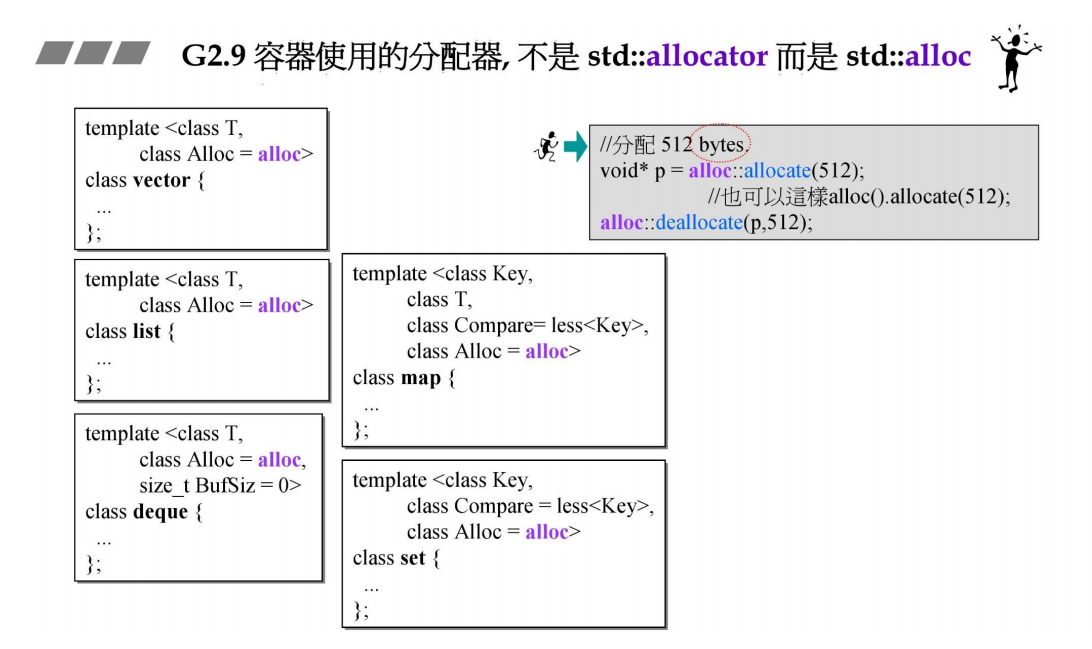 G2.9 容器使用的分配器, 不是 std::allocator 而是 std::alloc
template <class T,
class Alloc = alloc>
class vector {
...
};
template <class T,
class Alloc = alloc>
class list {
...
};
template <class T,
class Alloc = alloc,
size_t BufSiz = 0>
class deque {
...
};
//分配 512 bytes.
void* p = alloc::allocate(512);
//也可以這樣alloc().allocate(512);
alloc::deallocate(p,512);
template <class Key,
class T,
class Compare= less<Key>,
class Alloc = alloc>
class map {
...
};
template <class Key,
class Compare = less<Key>,
class Alloc = alloc>
class set {
...
};